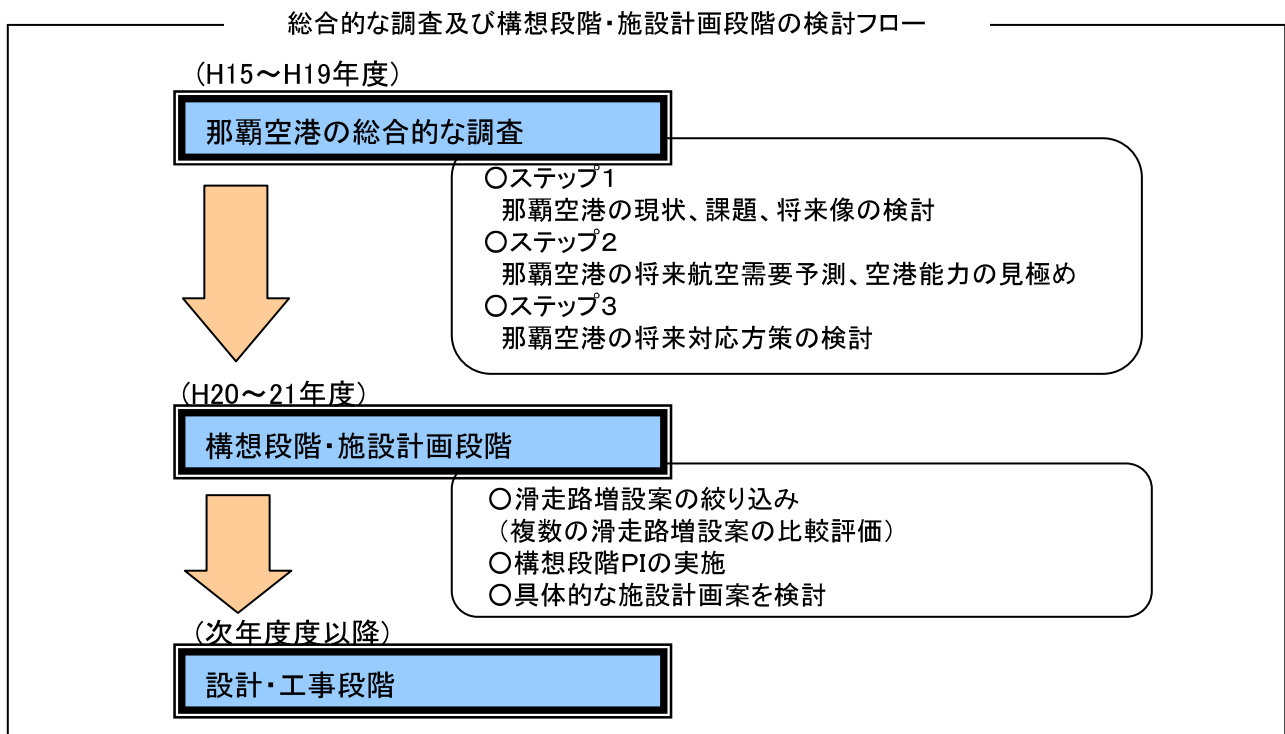 総合的な調査及び構想段階・施設計画段階の検討フロー
(H15～H19年度)
那覇空港の総合的な調査
○ステップ1
那覇空港の現状、課題、将来像の検討
○ステップ2
那覇空港の将来航空需要予測、空港能力の見極め
○ステップ3
那覇空港の将来対応方策の検討
(H20～21年度)
構想段階・施設計画段階
○滑走路増設案の絞り込み
(複数の滑走路増設案の比較評価)
○構想段階PIの実施
○具体的な施設計画案を検討
(次年度度以降)
設計・工事段階